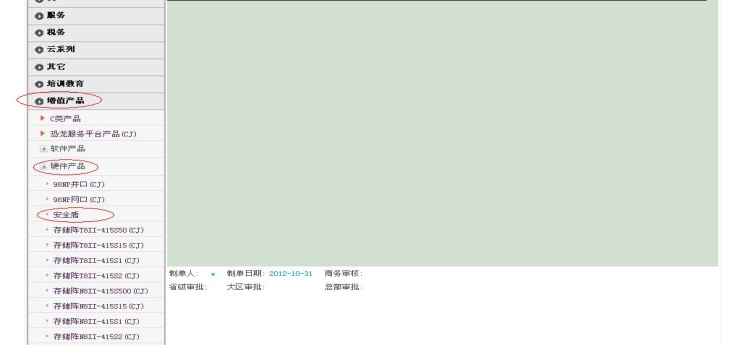 服务
税务
云系列
其它
培训教育
增值产品
C类产品
恐龙服务平台产品(CJ)
软件产品
硬件产品
98NP并口(CJ)
98NP网口(CJ)
安全盾
存储阵T8II-415S50(CJ)
存储阵T8II-415S15(CJ)
存储阵T8II-415S1(CJ)
存储阵T8II-415S2(CJ)
存储阵N8II-415S500(CJ)
存储阵N8II-415S15(CJ)
存储阵N8II-415S1(CJ)
存储阵N8II-415S2(CJ)
制单人: * 制单日期: 2012-10-31 商务审核:
省级审批: 大区审批: 总部审批: